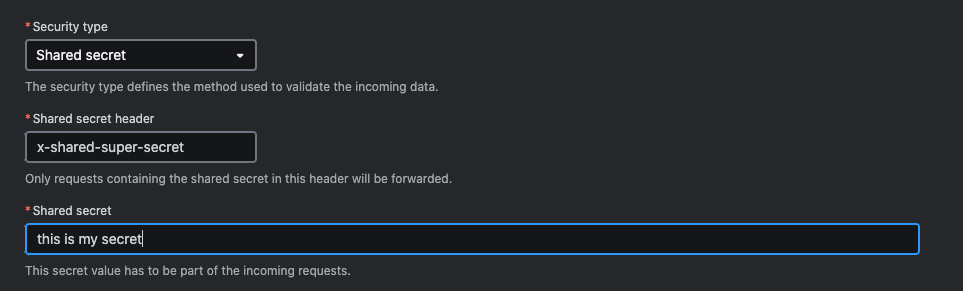 * Security type
Shared secret
The security type defines the method used to validate the incoming data.
* Shared secret header
x-shared-super-secret
Only requests containing the shared secret in this header will be forwarded.
* Shared secret
this is my secret
This secret value has to be part of the incoming requests.